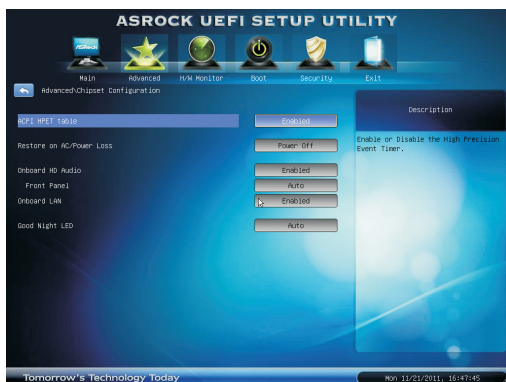 ASROCK UEFI SETUP UTILITY
ASRock
Main Advanced H/W Monitor Boot Security Exit
Advanced\Chipset Configuration
Description
ACPI HPET table Enabled
Enable or Disable the High Precision
Event Timer.
Restore on AC/Power Loss Power Off
Onboard HD Audio Enabled
Front Panel Auto
Onboard LAN Enabled
Good Night LED Auto
Tomorrow's Technology Today
Mon 11/21/2011, 16:47:45